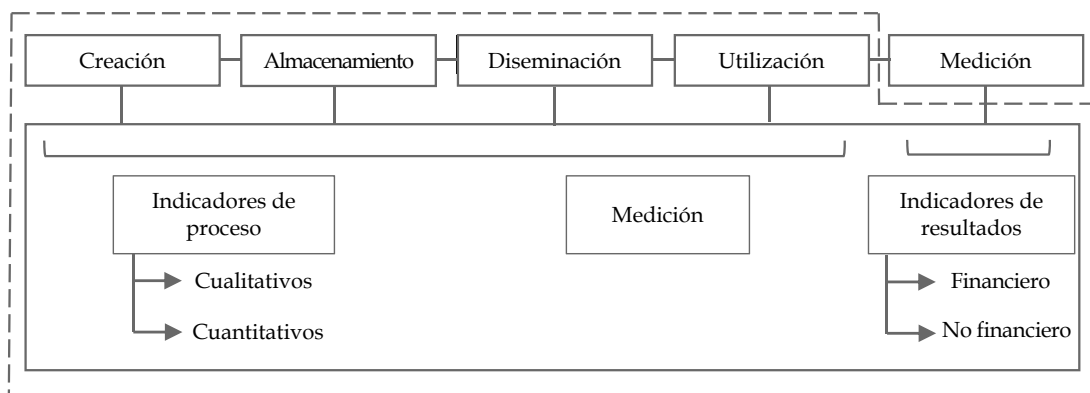 Creación
Almacenamiento
Diseminación
Utilización
Medición
Indicadores de
proceso
Cualitativos
Cuantitativos
Medición
Indicadores de
resultados
Financiero
No financiero